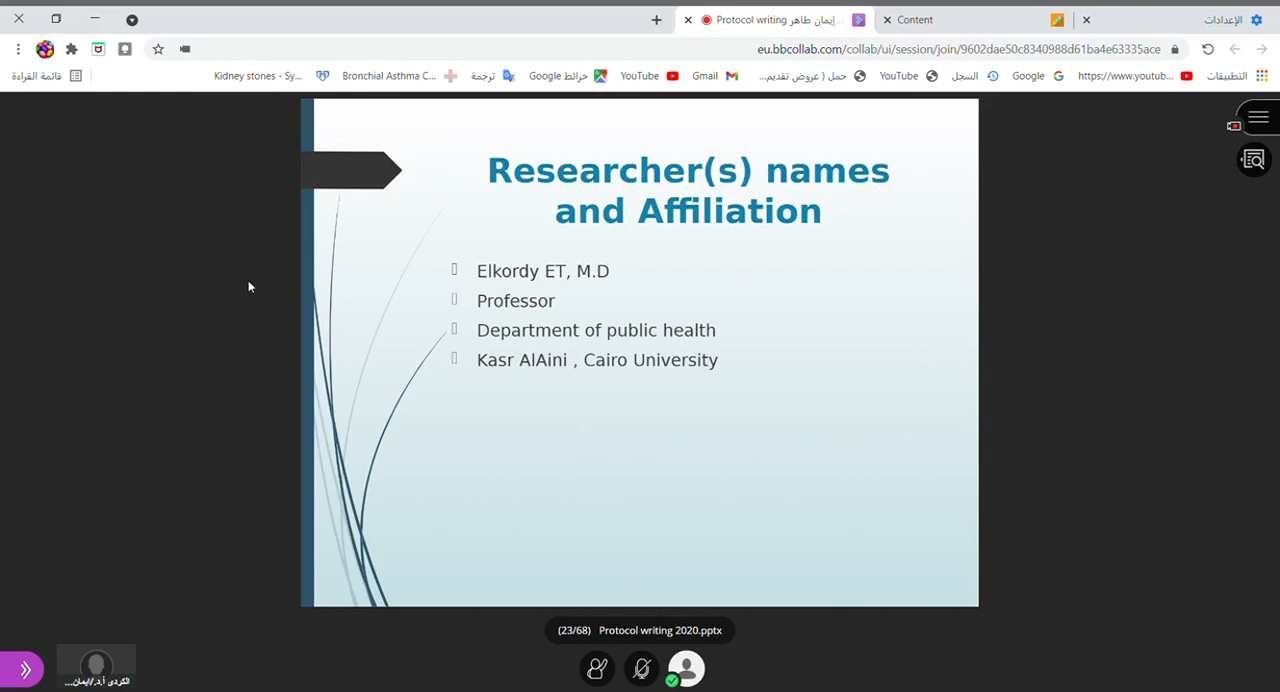 Protocol writing د. إيمان طاهر
Content
الإعدادات
eu.bbcollab.com/collab/ui/session/join/9602dae50c8340988d61ba4e63335ace
قائمة القراءة
Kidney stones - Sy...
Bronchial Asthma C...
ترجمة
خرائط Google
YouTube
Gmail
حمل ( عروض تقديم...
YouTube
السجل
Google
https://www.youtub...
التطبيقات
Researcher(s) names
and Affiliation
Elkordy ET, M.D
Professor
Department of public health
Kasr AlAini , Cairo University
(23/68) Protocol writing 2020.pptx
الكردى أ.د./ايمان...